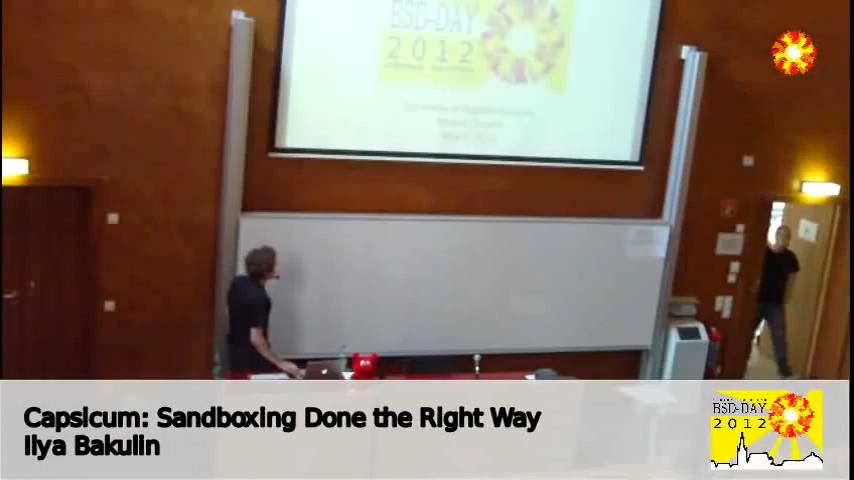 BSD-DAY
2012
Capsicum: Sandboxing Done the Right Way
Ilya Bakulin
BSD-DAY
2012